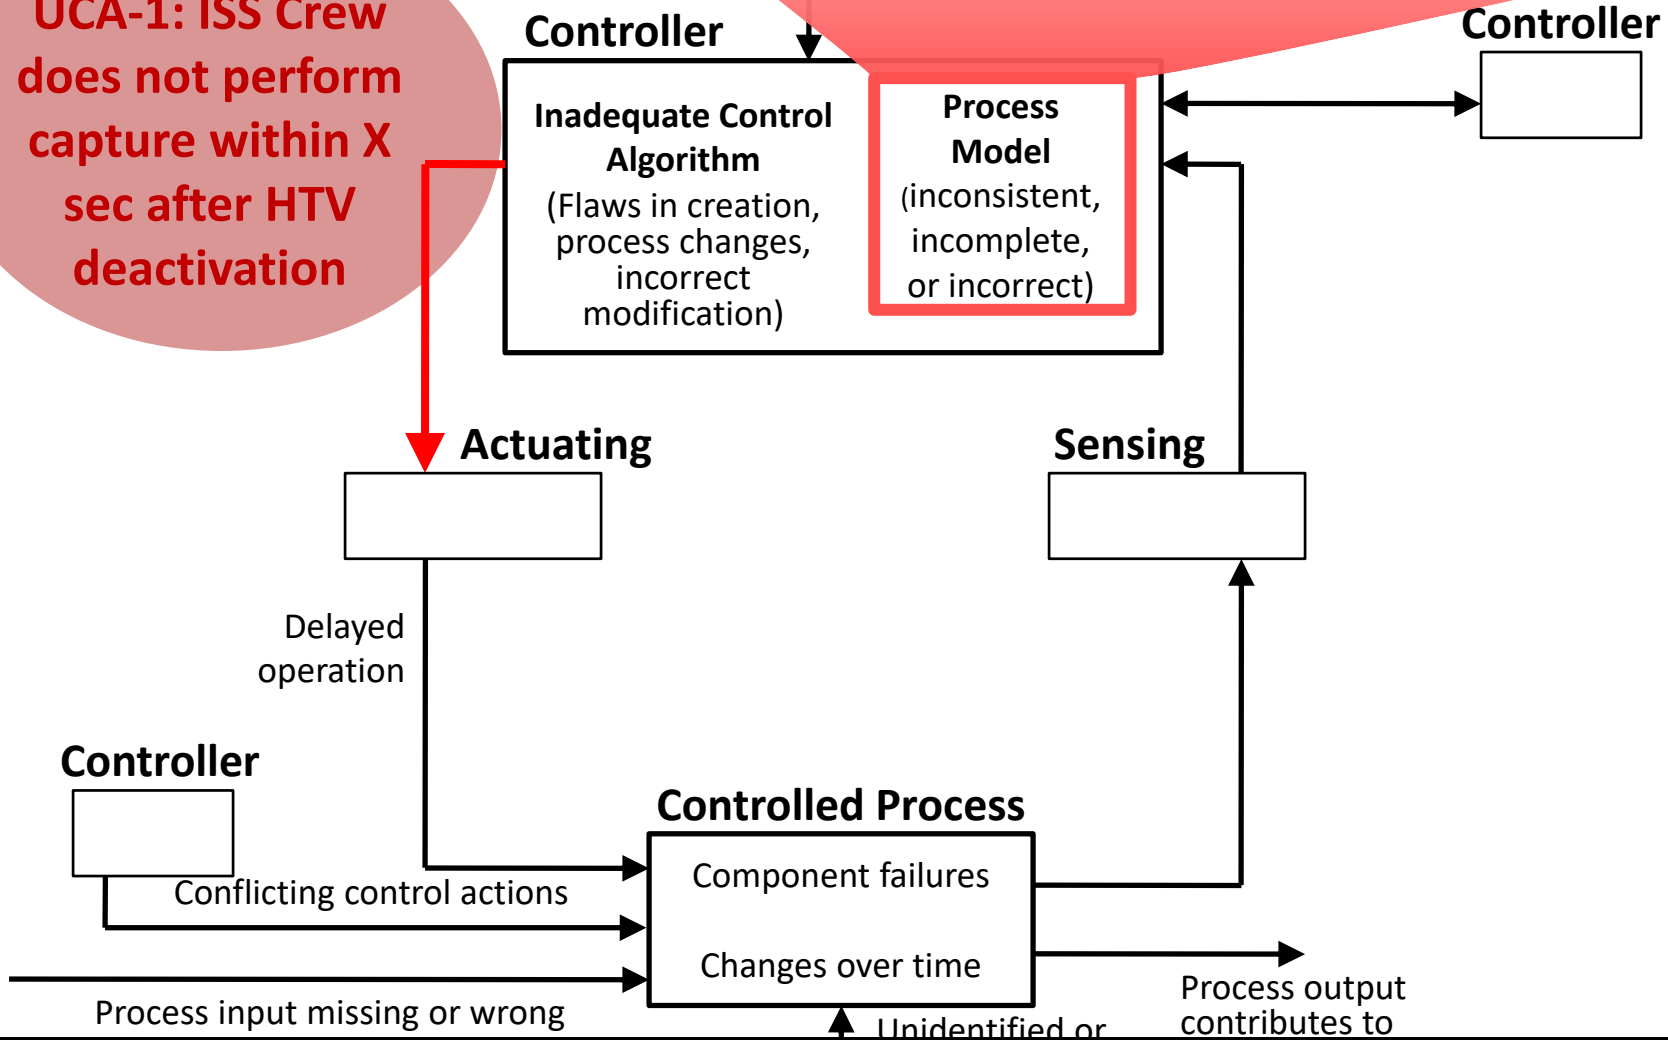 UCA-1: ISS Crew
does not perform
capture within X
sec after HTV
deactivation
Controller
Controller
Inadequate Control
Algorithm
(Flaws in creation,
process changes,
incorrect
modification)
Process
Model
(inconsistent,
incomplete,
or incorrect)
Actuating
Sensing
Delayed
operation
Controller
Controlled Process
Component failures
Conflicting control actions
Changes over time
Process input missing or wrong
Unidentified or
Process output
contributes to